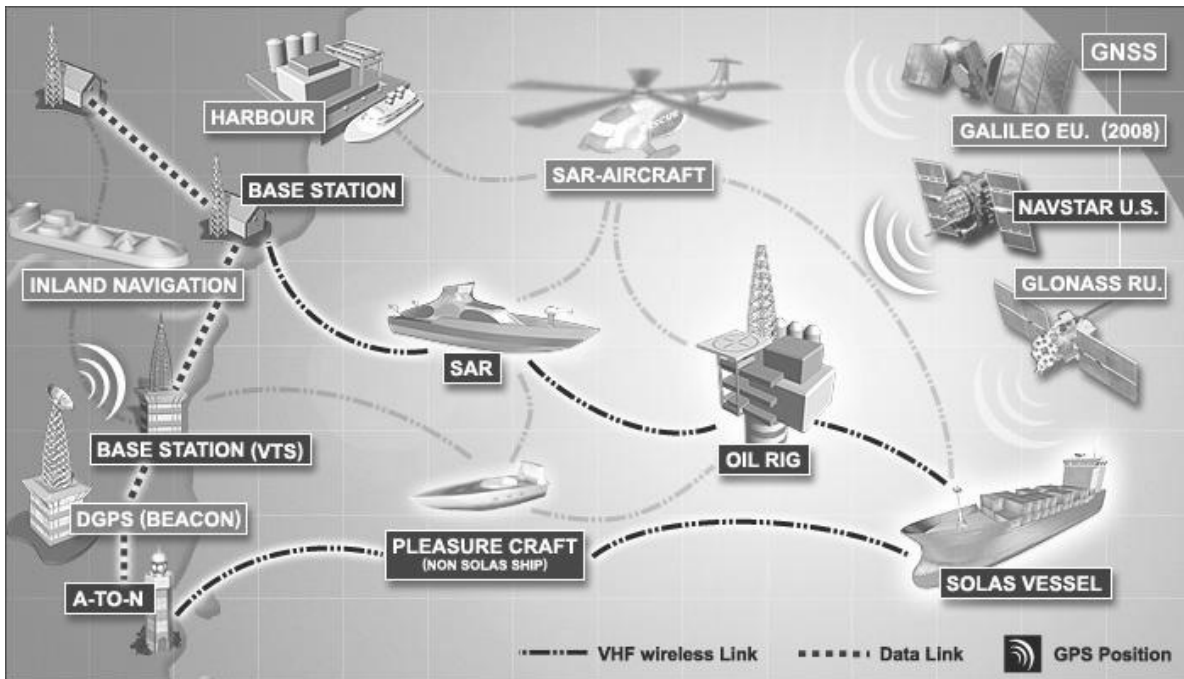 GNSS
HARBOUR
GALILEO EU. (2008)
SAR-AIRCRAFT
BASE STATION
NAVSTAR U.S.
INLAND NAVIGATION
GLONASS RU.
SAR
BASE STATION (VTS)
OIL RIG
DGPS (BEACON)
PLEASURE CRAFT
(NON SOLAS SHIP)
SOLAS VESSEL
A-TO-N
VHF wireless Link
Data Link
GPS Position